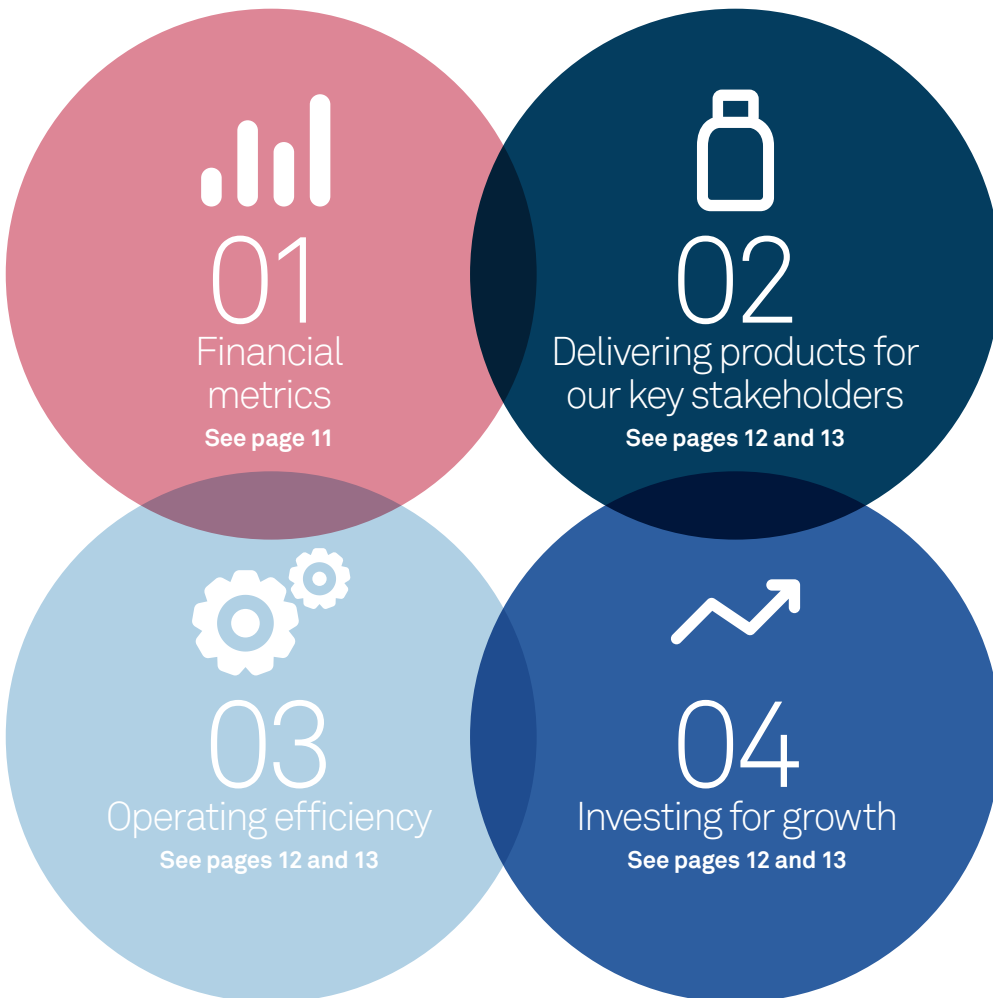 01
Financial
metrics
See page 11
02
Delivering products for
our key stakeholders
See pages 12 and 13
03
Operating efficiency
See pages 12 and 13
04
Investing for growth
See pages 12 and 13